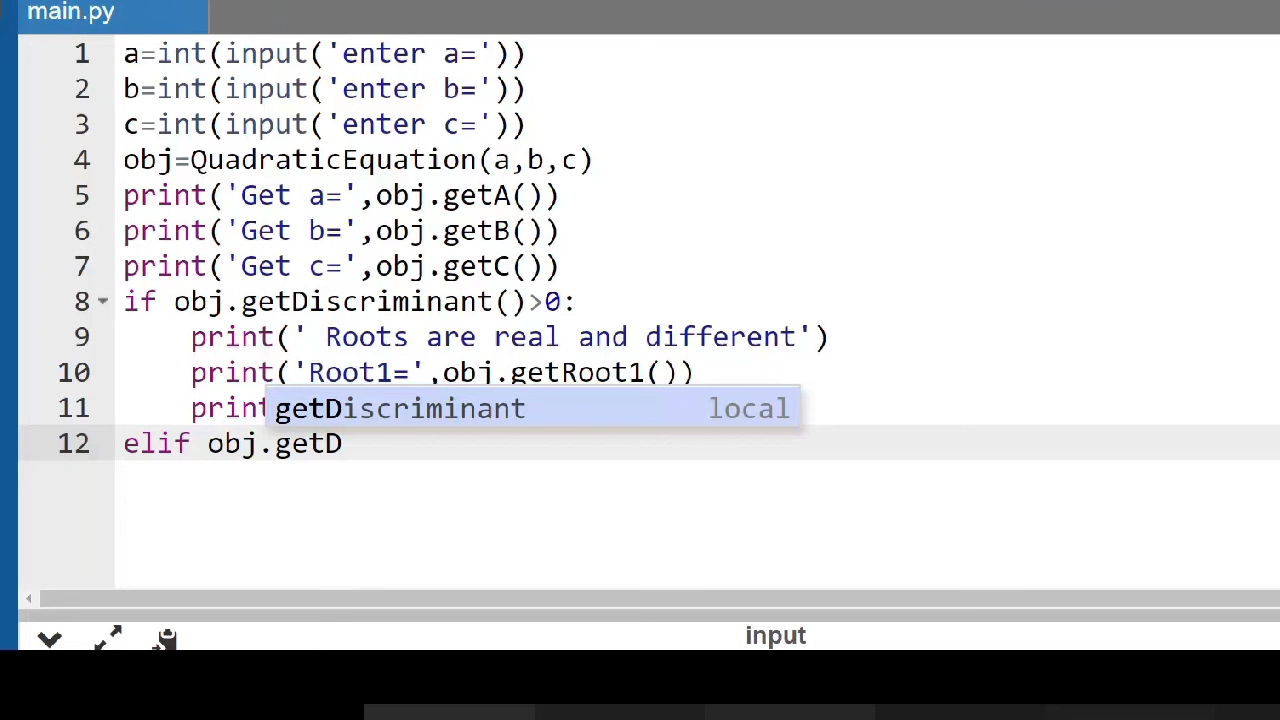 main.py
1 a=int(input('enter a='))
2 b=int(input('enter b='))
3 c=int(input('enter c='))
4 obj=QuadraticEquation(a,b,c)
5 print('Get a=',obj.getA())
6 print('Get b=',obj.getB())
7 print('Get c=',obj.getC())
8 if obj.getDiscriminant()>0:
9 print(' Roots are real and different')
10 print('Root1=',obj.getRoot1())
11 print
getDiscriminant local
12 elif obj.getD
input